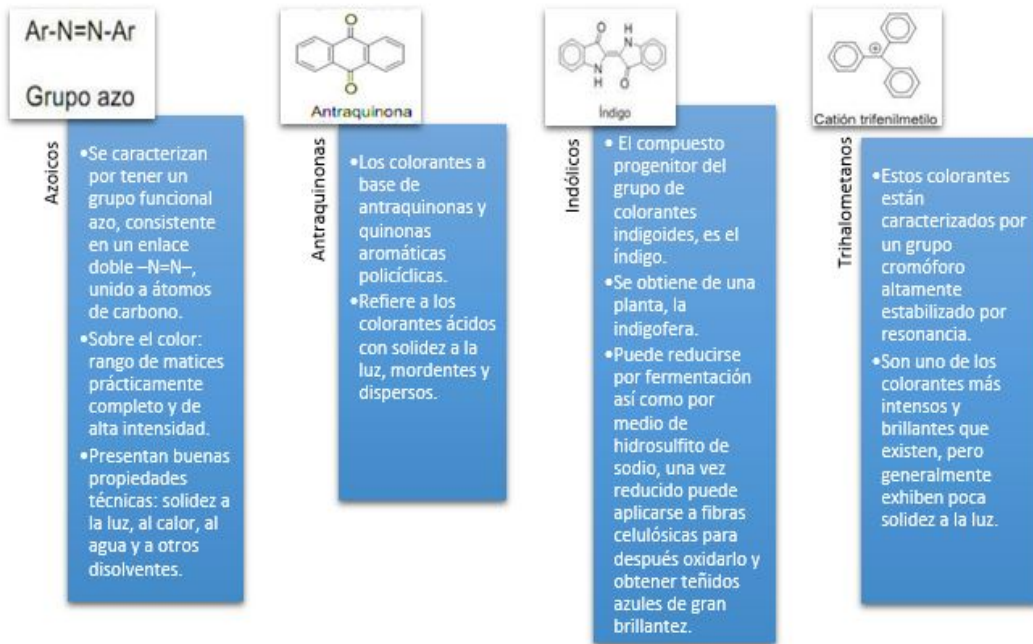 Ar-N=N-Ar
Grupo azo
Azoicos
•Se caracterizan
por tener un
grupo funcional
azo, consistente
en un enlace
doble –N=N–,
unido a átomos
de carbono.
•Sobre el color:
rango de matices
prácticamente
completo y de
alta intensidad.
•Presentan buenas
propiedades
técnicas: solidez a
la luz, al calor, al
agua y a otros
disolventes.
O
O
Antraquinona
Antraquinonas
•Los colorantes a
base de
antraquinonas y
quinonas
aromáticas
policíclicas.
•Refiere a los
colorantes ácidos
con solidez a la
luz, mordentes y
dispersos.
O
H
N
N
H
O
Índigo
Indólicos
• El compuesto
progenitor del
grupo de
colorantes
indigoides, es el
índigo.
•Se obtiene de una
planta, la
indigofera.
•Puede reducirse
por fermentación
así como por
medio de
hidrosulfito de
sodio, una vez
reducido puede
aplicarse a fibras
celulósicas para
después oxidarlo y
obtener teñidos
azules de gran
brillantez.
+
Catión trifenilmetilo
Trihalometanos
•Estos colorantes
están
caracterizados por
un grupo
cromóforo
altamente
estabilizado por
resonancia.
•Son uno de los
colorantes más
intensos y
brillantes que
existen, pero
generalmente
exhiben poca
solidez a la luz.